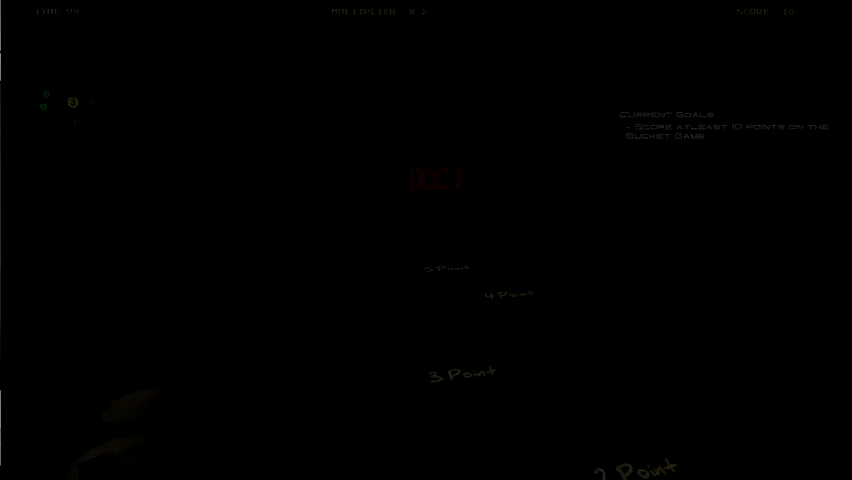 TIME 99
MULTIPLIER X 2
SCORE 10
CURRENT GOALS
- SCORE ATLEAST 10 POINTS ON THE
BUCKET GAME
5 Point
4 Point
3 Point
2 Point